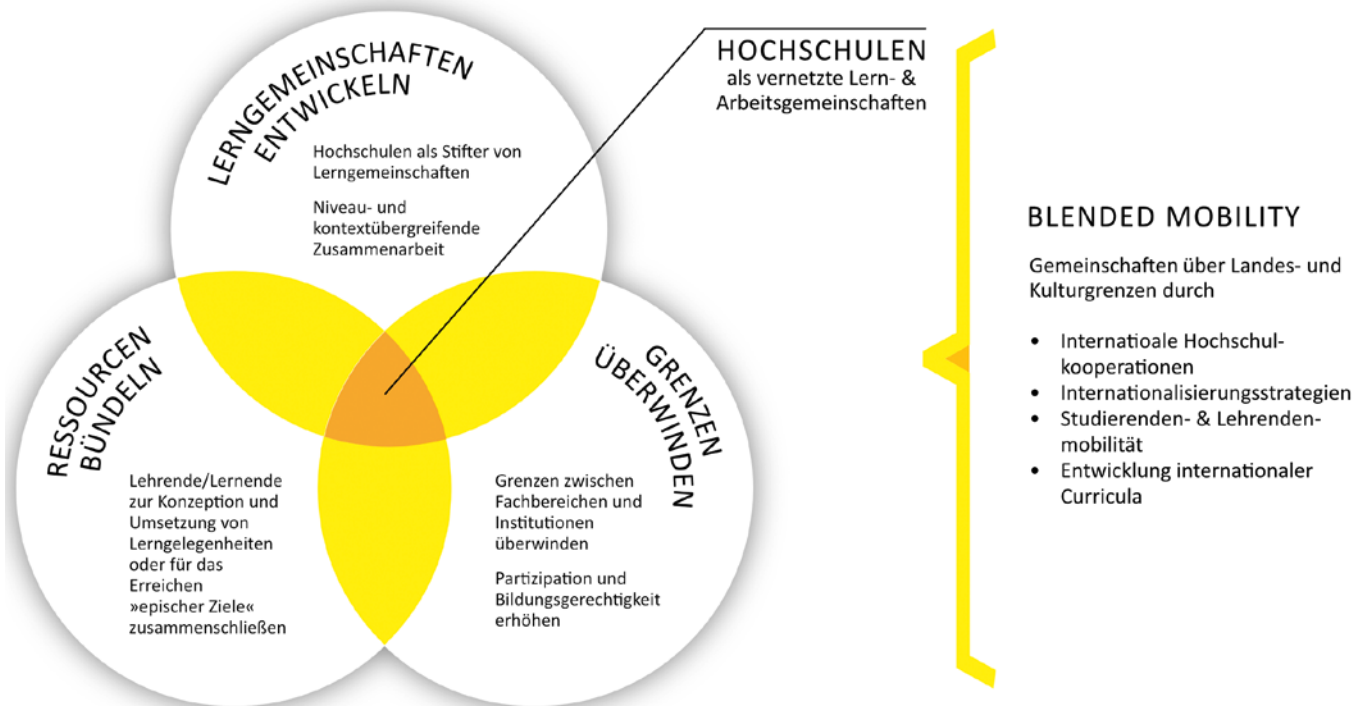 LERNGEMEINSCHAFTEN
ENTWICKELN
Hochschulen als Stifter von
Lerngemeinschaften
Niveau- und
kontextübergreifende
Zusammenarbeit
RESSOURCEN
BÜNDELN
Lehrende/Lernende
zur Konzeption und
Umsetzung von
Lerngelegenheiten
oder für das
Erreichen
»epischer Ziele«
zusammenschließen
GRENZEN
ÜBERWINDEN
Grenzen zwischen
Fachbereichen und
Institutionen
überwinden
Partizipation und
Bildungsgerechtigkeit
erhöhen
HOCHSCHULEN
als vernetzte Lern- &
Arbeitsgemeinschaften
BLENDED MOBILITY
Gemeinschaften über Landes- und
Kulturgrenzen durch
• Internatioale Hochschul-
kooperationen
• Internationalisierungsstrategien
• Studierenden- & Lehrenden-
mobilität
• Entwicklung internationaler
Curricula